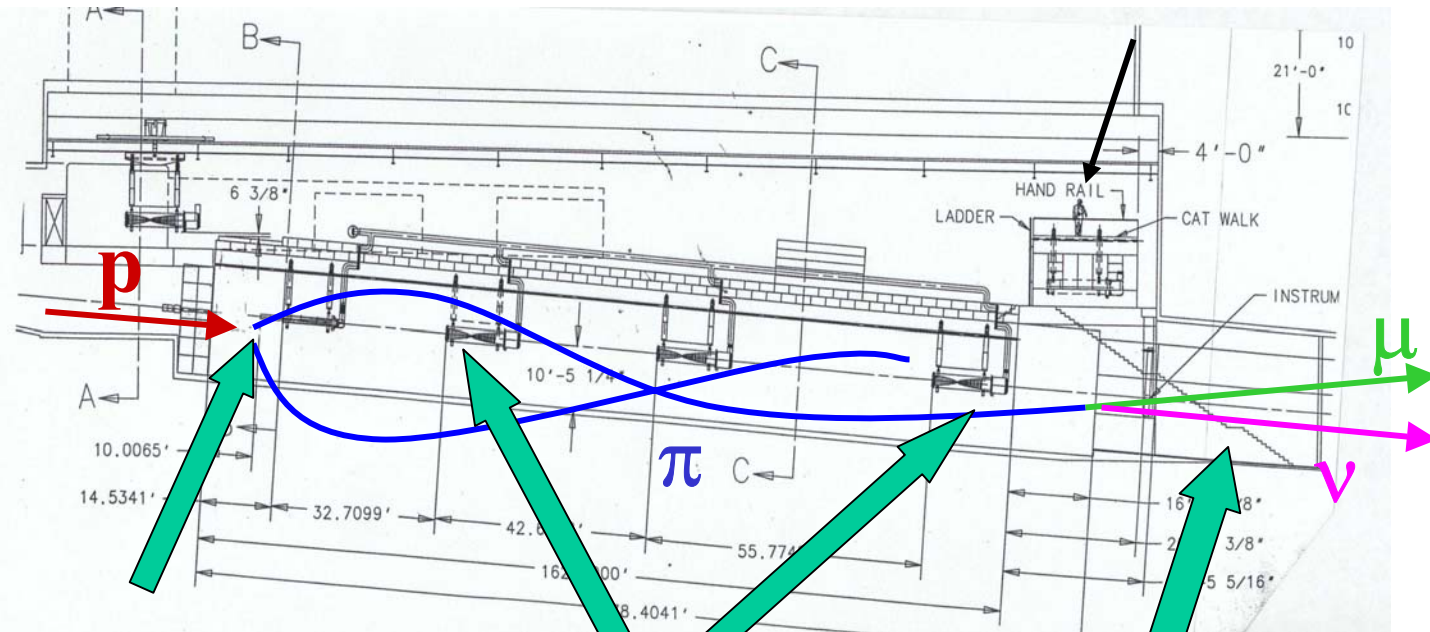 A
B
C
10
21'-0"
10
4'-0"
6 3/8"
HAND RAIL
LADDER
CAT WALK
p
INSTRUM
μ
10'-5 1/4"
A
π
C
ν
10.0065'
14.5341'
32.7099'
42.6
55.774
16
8"
2
3/8"
162
000'
5 5/16"
8.4041'